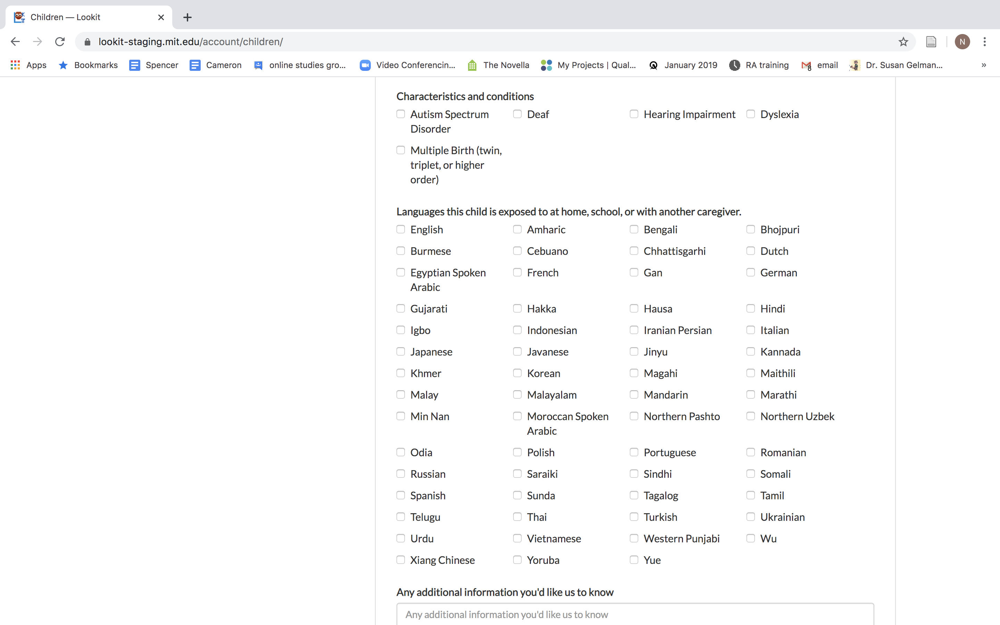 Children — Lookit
lookit-staging.mit.edu/account/children/
N
Apps Bookmarks Spencer Cameron online studies gro... Video Conferencin... The Novella My Projects | Qual... January 2019 RA training email Dr. Susan Gelman... »
Characteristics and conditions
Autism Spectrum Disorder Deaf Hearing Impairment Dyslexia
Multiple Birth (twin,
triplet, or higher
order)
Languages this child is exposed to at home, school, or with another caregiver.
English Amharic Bengali Bhojpuri
Burmese Cebuano Chhattisgarhi Dutch
Egyptian Spoken Arabic French Gan German
Gujarati Hakka Hausa Hindi
Igbo Indonesian Iranian Persian Italian
Japanese Javanese Jinyu Kannada
Khmer Korean Magahi Maithili
Malay Malayalam Mandarin Marathi
Min Nan Moroccan Spoken Arabic Northern Pashto Northern Uzbek
Odia Polish Portuguese Romanian
Russian Saraiki Sindhi Somali
Spanish Sunda Tagalog Tamil
Telugu Thai Turkish Ukrainian
Urdu Vietnamese Western Punjabi Wu
Xiang Chinese Yoruba Yue
Any additional information you'd like us to know
Any additional information you'd like us to know